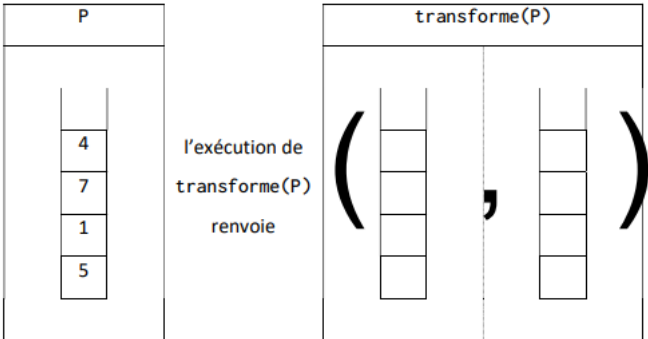 P
transforme(P)
4
7
1
5
l'exécution de
transforme(P)
renvoie
( , )